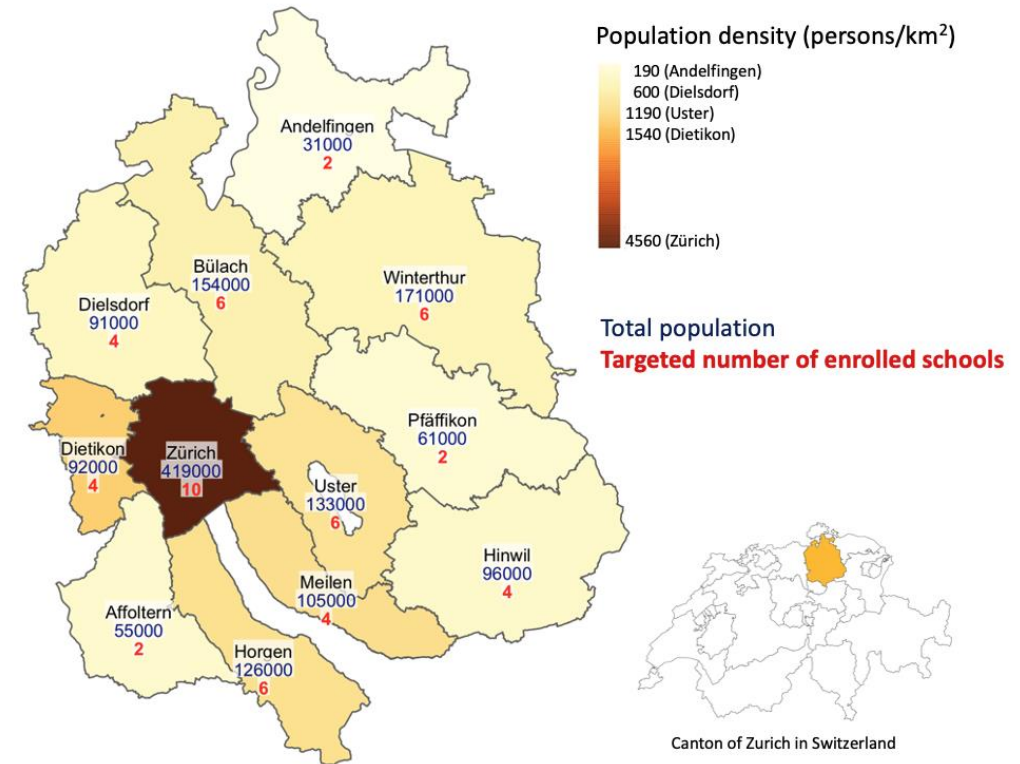 Population density (persons/km²)
190 (Andelfingen)
600 (Dielsdorf)
1190 (Uster)
1540 (Dietikon)
4560 (Zürich)
Andelfingen
31000
2
Bülach
154000
6
Winterthur
171000
6
Dielsdorf
91000
4
Total population
Targeted number of enrolled schools
Pfäffikon
61000
2
Dietikon
92000
4
Zürich
419000
10
Uster
133000
6
Hinwil
96000
4
Meilen
105000
4
Affoltern
55000
2
Horgen
126000
6
Canton of Zurich in Switzerland